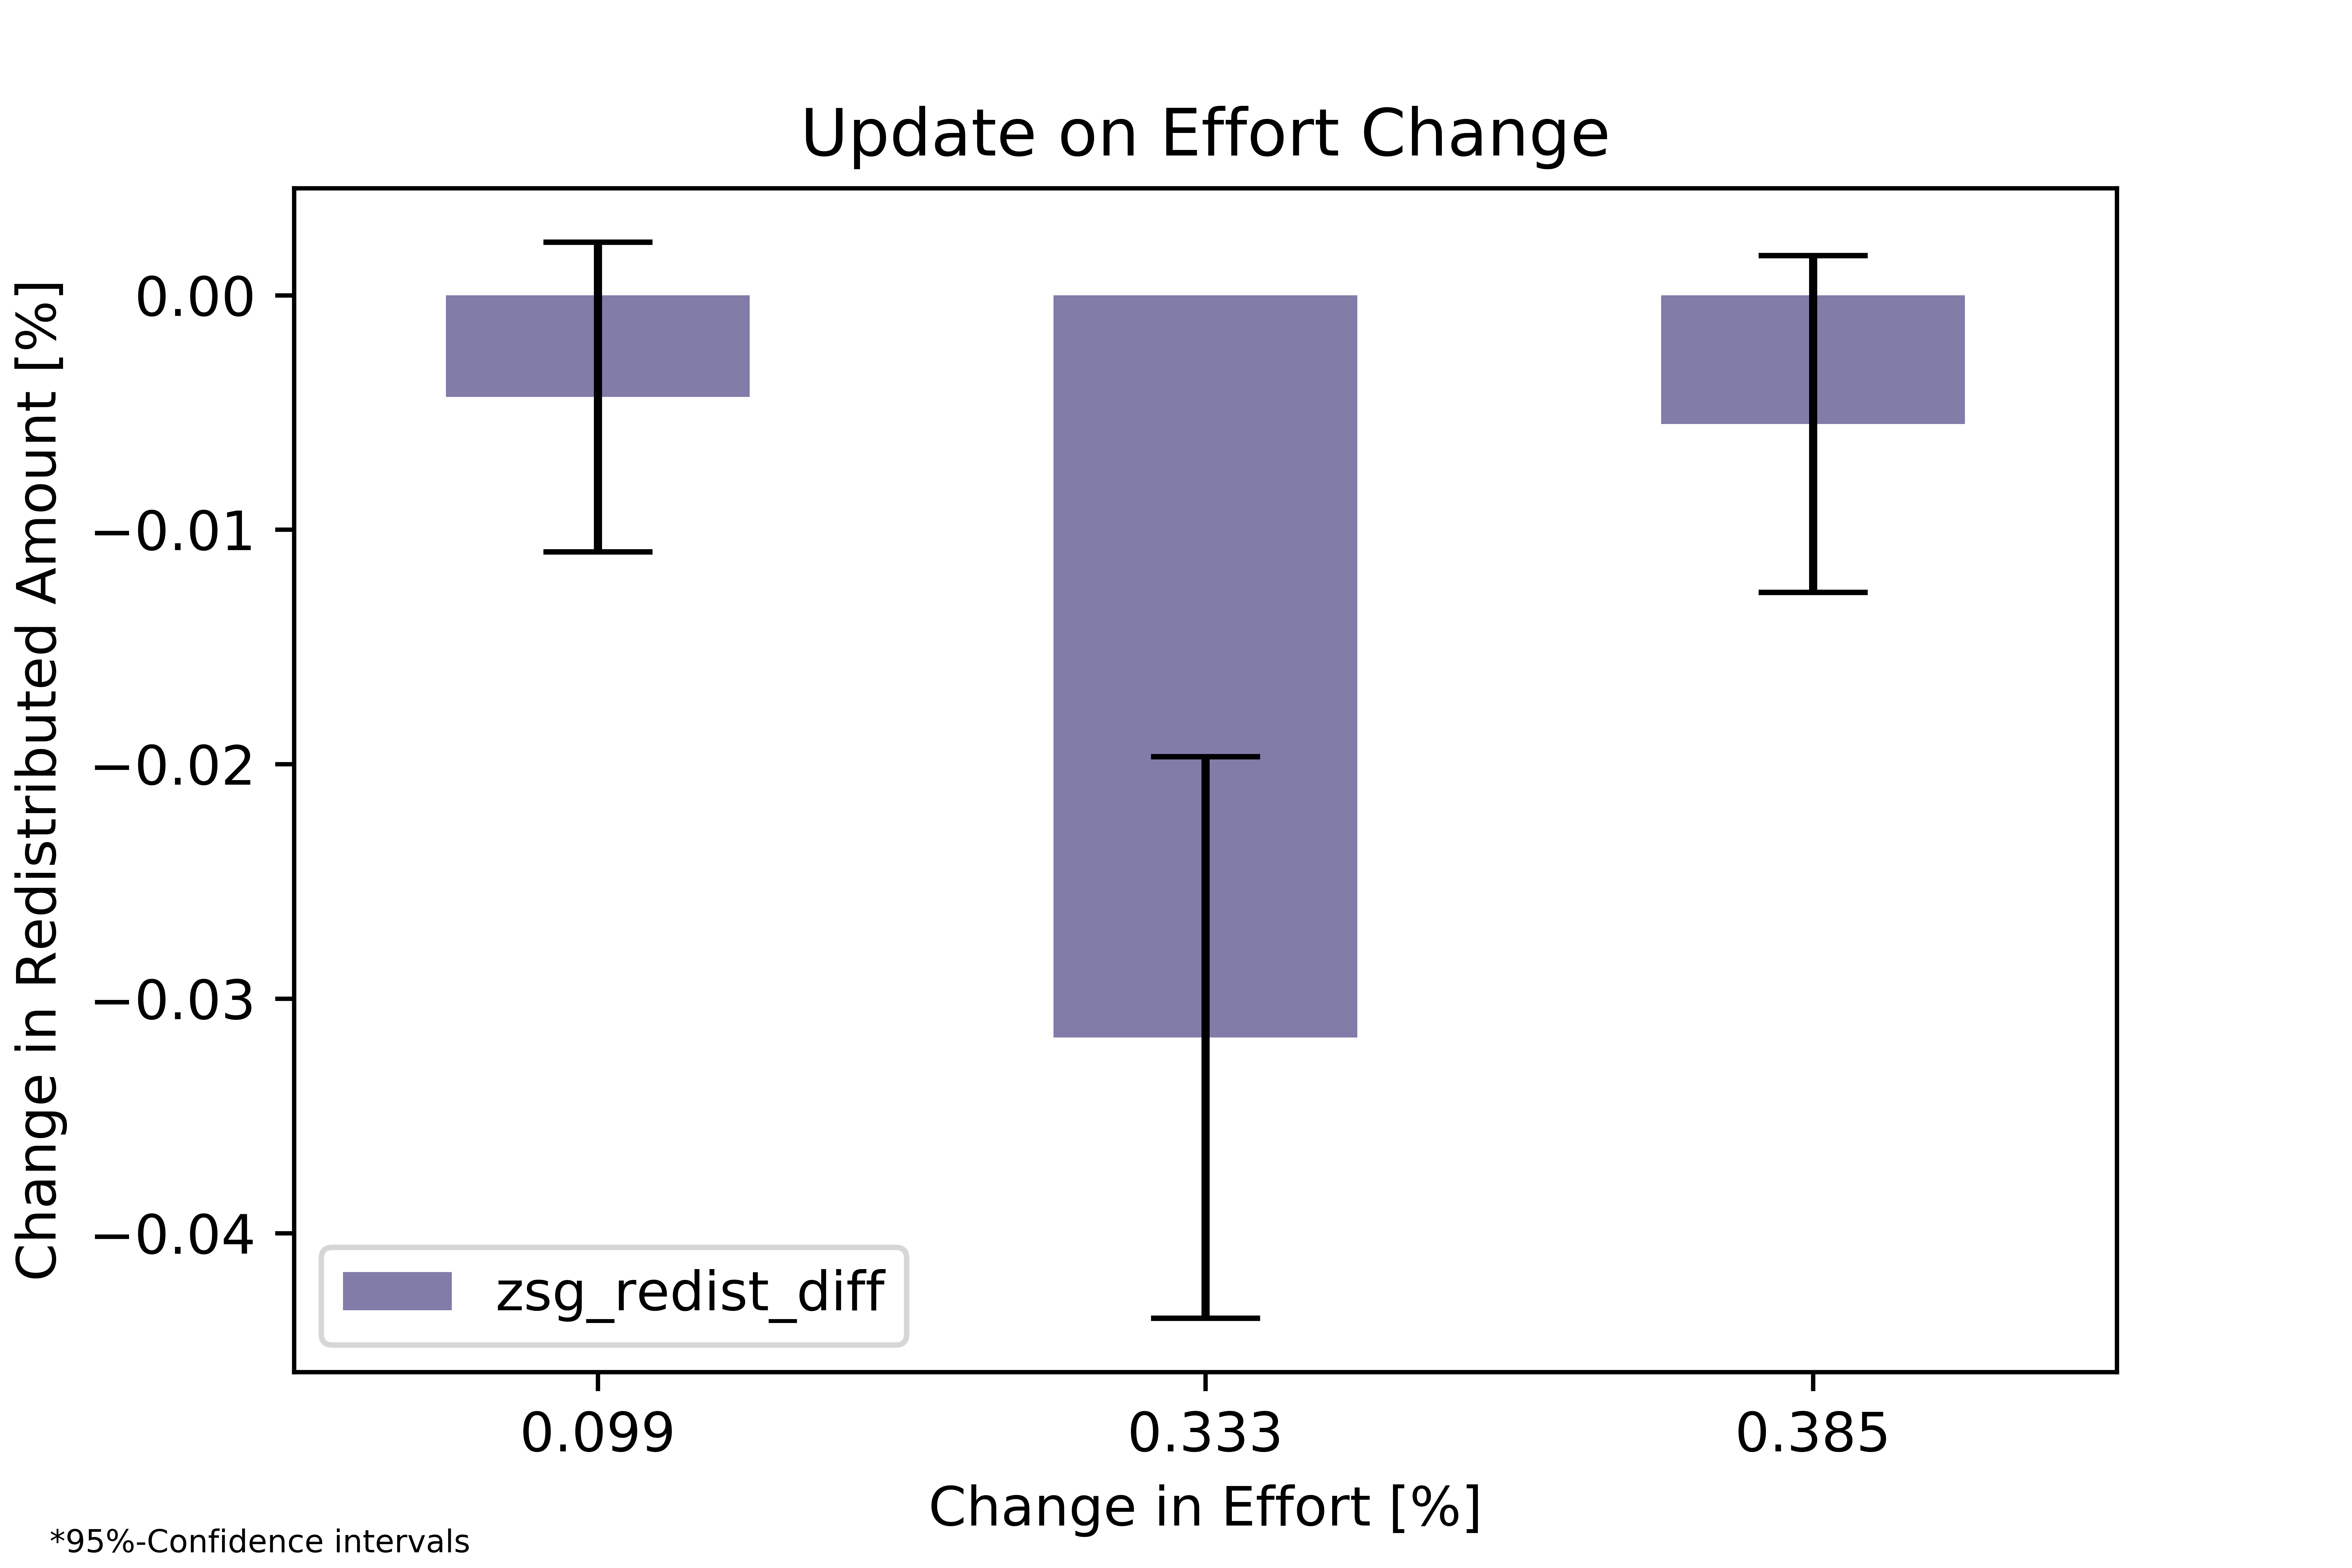 Update on Effort Change
Change in Redistributed Amount [%]
0.00
−0.01
−0.02
−0.03
−0.04
zsg_redist_diff
0.099
0.333
0.385
Change in Effort [%]
*95%-Confidence intervals